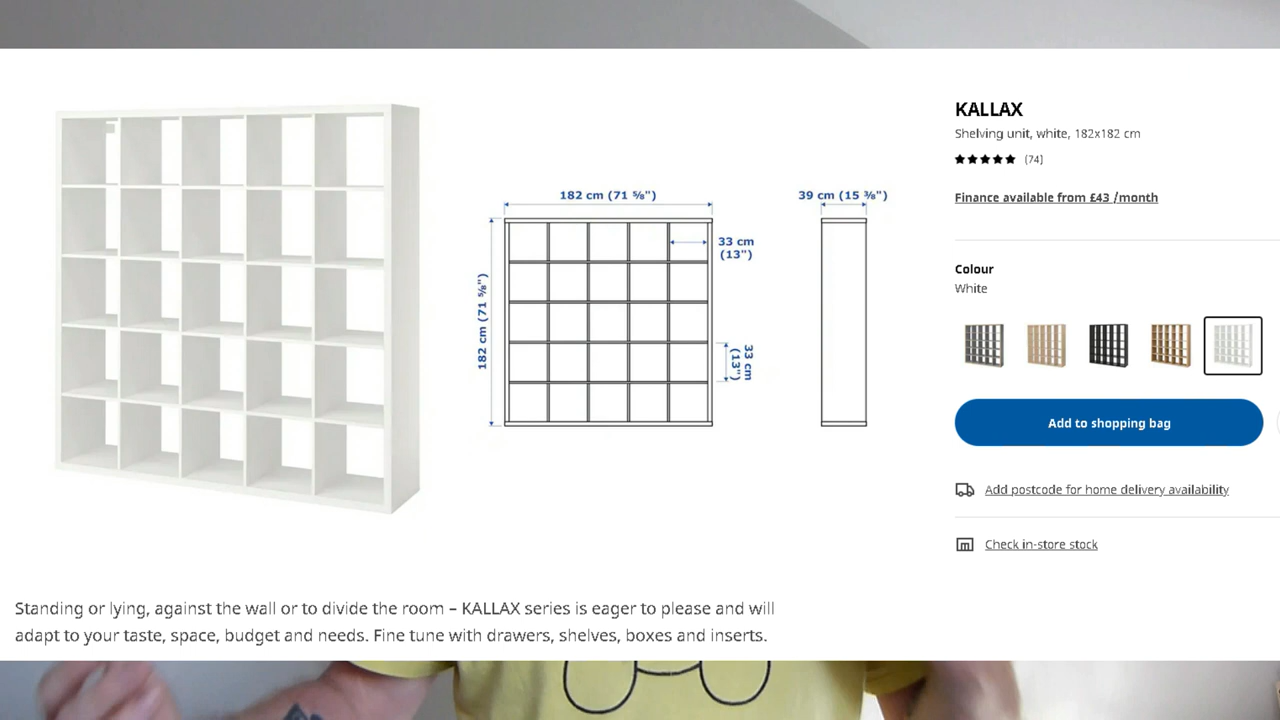 KALLAX
Shelving unit, white, 182x182 cm
(74)
Finance available from £43 /month
Colour
White
Add to shopping bag
Add postcode for home delivery availability
Check in-store stock
182 cm (71 ⅝")
182 cm (71 ⅝")
33 cm
(13")
33 cm
(13")
39 cm (15 ⅜")
Standing or lying, against the wall or to divide the room – KALLAX series is eager to please and will
adapt to your taste, space, budget and needs. Fine tune with drawers, shelves, boxes and inserts.